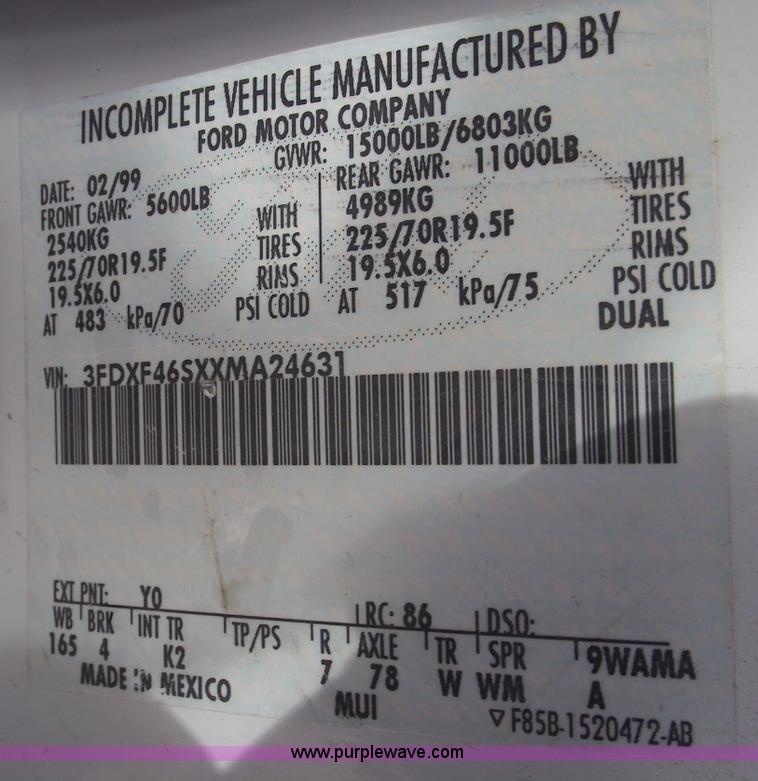 INCOMPLETE VEHICLE MANUFACTURED BY
FORD MOTOR COMPANY
DATE: 02/99 GVWR: 15000LB/6803KG
FRONT GAWR: 5600LB REAR GAWR: 11000LB
2540KG WITH 4989KG WITH
225/70R19.5F TIRES 225/70R19.5F TIRES
19.5X6.0 RIMS 19.5X6.0 RIMS
AT 483 kPa/70 PSI COLD AT 517 kPa/75 PSI COLD
DUAL
VIN: 3FDXF46SXXMA24631
EXT PNT: Y0 RC: 86 DSO:
WB BRK INT TR TP/PS R AXLE TR SPR 9WAMA
165 4 K2 7 78 W WM A
MADE IN MEXICO MUI ▽ F85B-1520472-AB
www.purplewave.com